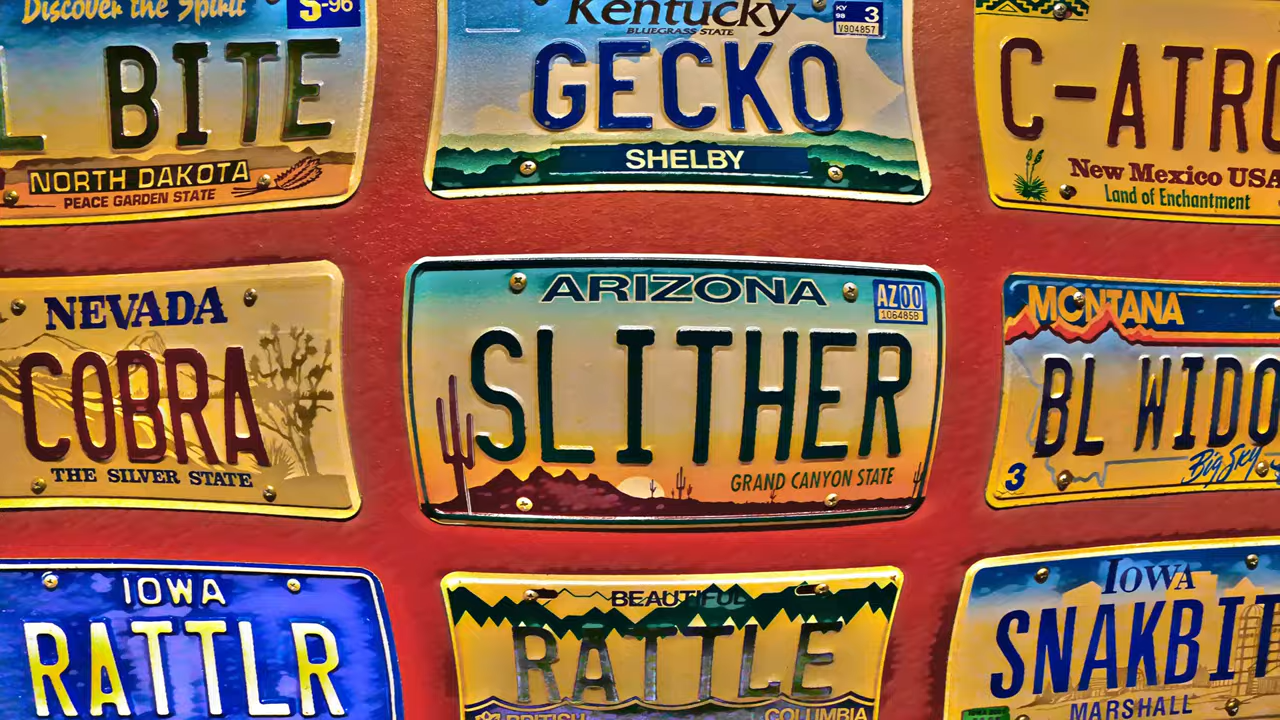 Discover the Spirit
S-96
L BITE
NORTH DAKOTA
PEACE GARDEN STATE
Kentucky
BLUEGRASS STATE
KY 3
98 V904857
GECKO
SHELBY
C-ATRO
New Mexico USA
Land of Enchantment
NEVADA
COBRA
THE SILVER STATE
ARIZONA
AZ00
1064859
SLITHER
GRAND CANYON STATE
MONTANA
BL WIDO
3
Big Sky
IOWA
RATTLR
BEAUTIFUL
RATTLE
BRITISH COLUMBIA
IOWA
SNAKBIT
MARSHALL